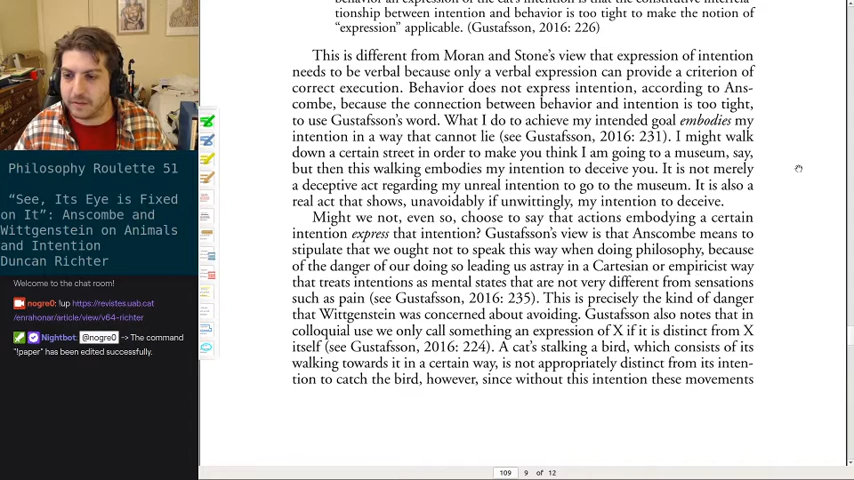 behavior an expression of the cat's intention is that the constitutive interrela-
tionship between intention and behavior is too tight to make the notion of
"expression" applicable. (Gustafsson, 2016: 226)
This is different from Moran and Stone's view that expression of intention
needs to be verbal because only a verbal expression can provide a criterion of
correct execution. Behavior does not express intention, according to Ans-
combe, because the connection between behavior and intention is too tight,
to use Gustafsson's word. What I do to achieve my intended goal embodies my
intention in a way that cannot lie (see Gustafsson, 2016: 231). I might walk
down a certain street in order to make you think I am going to a museum, say,
but then this walking embodies my intention to deceive you. It is not merely
a deceptive act regarding my unreal intention to go to the museum. It is also a
real act that shows, unavoidably if unwittingly, my intention to deceive.
Might we not, even so, choose to say that actions embodying a certain
intention express that intention? Gustafsson's view is that Anscombe means to
stipulate that we ought not to speak this way when doing philosophy, because
of the danger of our doing so leading us astray in a Cartesian or empiricist way
that treats intentions as mental states that are not very different from sensations
such as pain (see Gustafsson, 2016: 235). This is precisely the kind of danger
that Wittgenstein was concerned about avoiding. Gustafsson also notes that in
colloquial use we only call something an expression of X if it is distinct from X
itself (see Gustafsson, 2016: 224). A cat's stalking a bird, which consists of its
walking towards it in a certain way, is not appropriately distinct from its inten-
tion to catch the bird, however, since without this intention these movements
Philosophy Roulette 51
"See, Its Eye is Fixed
on It": Anscombe and
Wittgenstein on Animals
and Intention
Duncan Richter
Welcome to the chat room!
nogre0: !up https://revistes.uab.cat
/enrahonar/article/view/v64-richter
Nightbot: @nogre0 -> The command
"!paper" has been edited successfully.
109 9 of 12